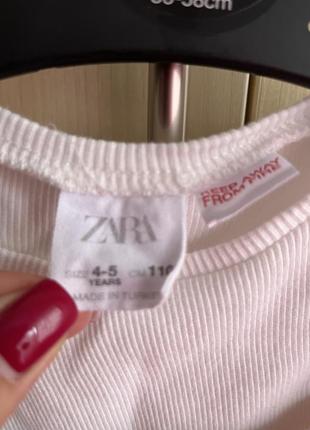 ZARA
SIZE 4-5 CM 110
YEARS
MADE IN TURKEY
KEEP AWAY
FROM FIRE